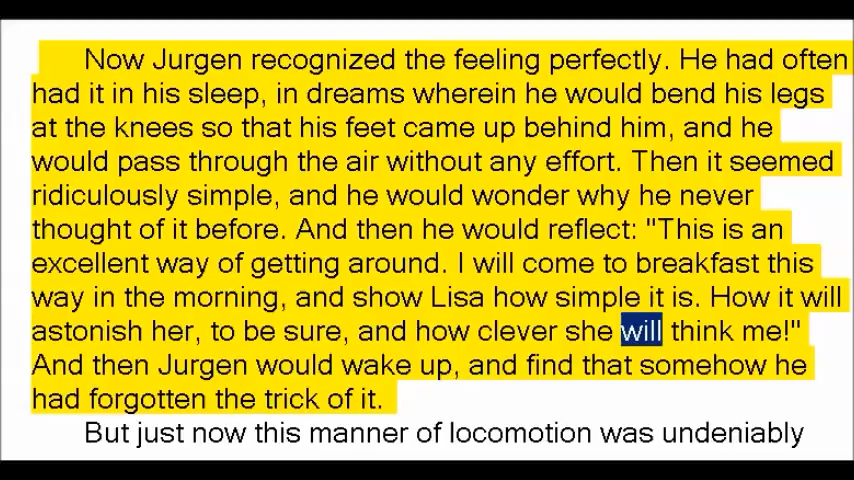 Now Jurgen recognized the feeling perfectly. He had often
had it in his sleep, in dreams wherein he would bend his legs
at the knees so that his feet came up behind him, and he
would pass through the air without any effort. Then it seemed
ridiculously simple, and he would wonder why he never
thought of it before. And then he would reflect: "This is an
excellent way of getting around. I will come to breakfast this
way in the morning, and show Lisa how simple it is. How it will
astonish her, to be sure, and how clever she will think me!"
And then Jurgen would wake up, and find that somehow he
had forgotten the trick of it.
But just now this manner of locomotion was undeniably